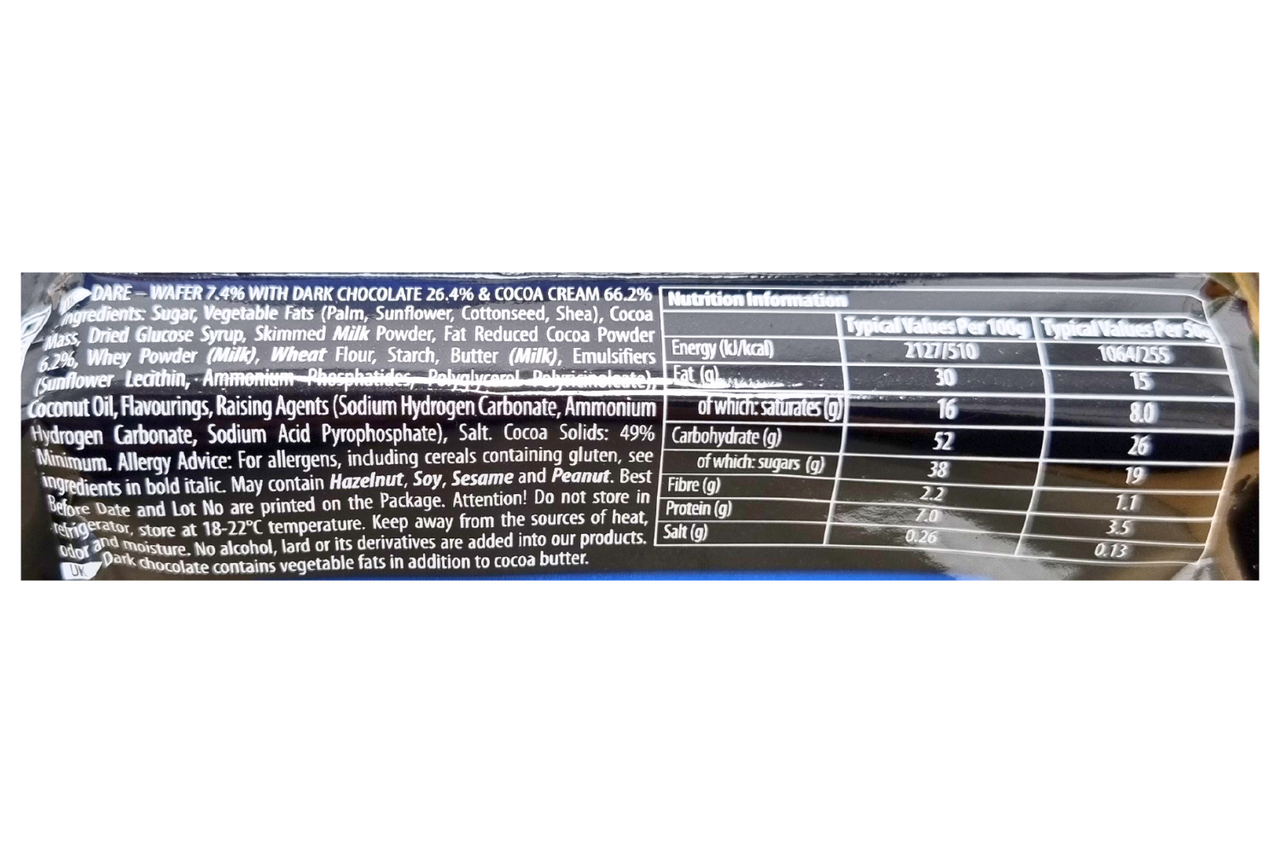 DARE – WAFER 7.4% WITH DARK CHOCOLATE 26.4% & COCOA CREAM 66.2%
Ingredients: Sugar, Vegetable Fats (Palm, Sunflower, Cottonseed, Shea), Cocoa
Mass, Dried Glucose Syrup, Skimmed Milk Powder, Fat Reduced Cocoa Powder
6.2%, Whey Powder (Milk), Wheat Flour, Starch, Butter (Milk), Emulsifiers
(Sunflower Lecithin, Ammonium Phosphatides, Polyglycerol Polyricinoleate),
Coconut Oil, Flavourings, Raising Agents (Sodium Hydrogen Carbonate, Ammonium
Hydrogen Carbonate, Sodium Acid Pyrophosphate), Salt. Cocoa Solids: 49%
Minimum. Allergy Advice: For allergens, including cereals containing gluten, see
ingredients in bold italic. May contain Hazelnut, Soy, Sesame and Peanut. Best
Before Date and Lot No are printed on the Package. Attention! Do not store in
refrigerator, store at 18-22°C temperature. Keep away from the sources of heat,
odor and moisture. No alcohol, lard or its derivatives are added into our products.
UK Dark chocolate contains vegetable fats in addition to cocoa butter.
Nutrition Information
Typical Values Per 100g Typical Values Per 50g
Energy (kJ/kcal) 2127/510 1064/255
Fat (g) 30 15
of which: saturates (g) 16 8.0
Carbohydrate (g) 52 26
of which: sugars (g) 38 19
Fibre (g) 2.2 1.1
Protein (g) 7.0 3.5
Salt (g) 0.26 0.13